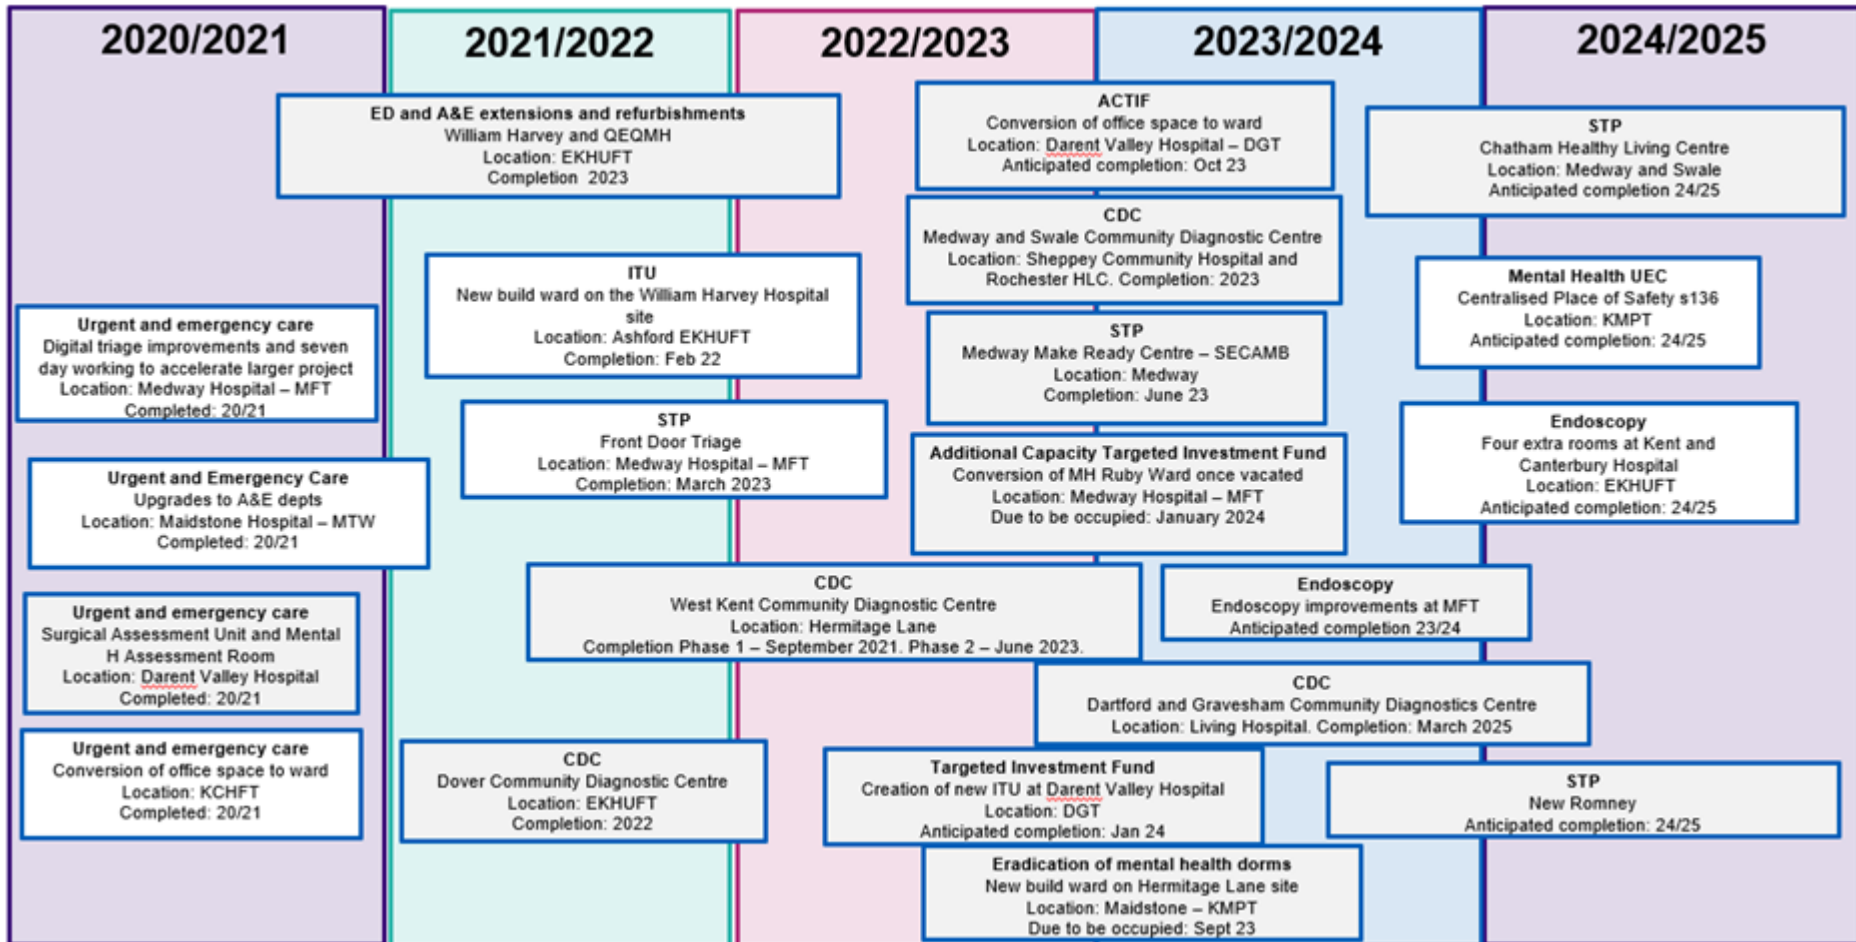 2020/2021
2021/2022
2022/2023
2023/2024
2024/2025
ED and A&E extensions and refurbishments
William Harvey and QEQMH
Location: EKHUFT
Completion 2023
Urgent and emergency care
Digital triage improvements and seven
day working to accelerate larger project
Location: Medway Hospital – MFT
Completed: 20/21
Urgent and Emergency Care
Upgrades to A&E depts
Location: Maidstone Hospital – MTW
Completed: 20/21
Urgent and emergency care
Surgical Assessment Unit and Mental
H Assessment Room
Location: Darent Valley Hospital
Completed: 20/21
Urgent and emergency care
Conversion of office space to ward
Location: KCHFT
Completed: 20/21
ITU
New build ward on the William Harvey Hospital
site
Location: Ashford EKHUFT
Completion: Feb 22
STP
Front Door Triage
Location: Medway Hospital – MFT
Completion: March 2023
CDC
West Kent Community Diagnostic Centre
Location: Hermitage Lane
Completion Phase 1 – September 2021. Phase 2 – June 2023.
CDC
Dover Community Diagnostic Centre
Location: EKHUFT
Completion: 2022
ACTIF
Conversion of office space to ward
Location: Darent Valley Hospital – DGT
Anticipated completion: Oct 23
CDC
Medway and Swale Community Diagnostic Centre
Location: Sheppey Community Hospital and
Rochester HLC. Completion: 2023
STP
Medway Make Ready Centre – SECAMB
Location: Medway
Completion: June 23
Additional Capacity Targeted Investment Fund
Conversion of MH Ruby Ward once vacated
Location: Medway Hospital – MFT
Due to be occupied: January 2024
Endoscopy
Endoscopy improvements at MFT
Anticipated completion 23/24
CDC
Dartford and Gravesham Community Diagnostics Centre
Location: Living Hospital. Completion: March 2025
Targeted Investment Fund
Creation of new ITU at Darent Valley Hospital
Location: DGT
Anticipated completion: Jan 24
Eradication of mental health dorms
New build ward on Hermitage Lane site
Location: Maidstone – KMPT
Due to be occupied: Sept 23
STP
Chatham Healthy Living Centre
Location: Medway and Swale
Anticipated completion 24/25
Mental Health UEC
Centralised Place of Safety s136
Location: KMPT
Anticipated completion: 24/25
Endoscopy
Four extra rooms at Kent and
Canterbury Hospital
Location: EKHUFT
Anticipated completion: 24/25
STP
New Romney
Anticipated completion: 24/25